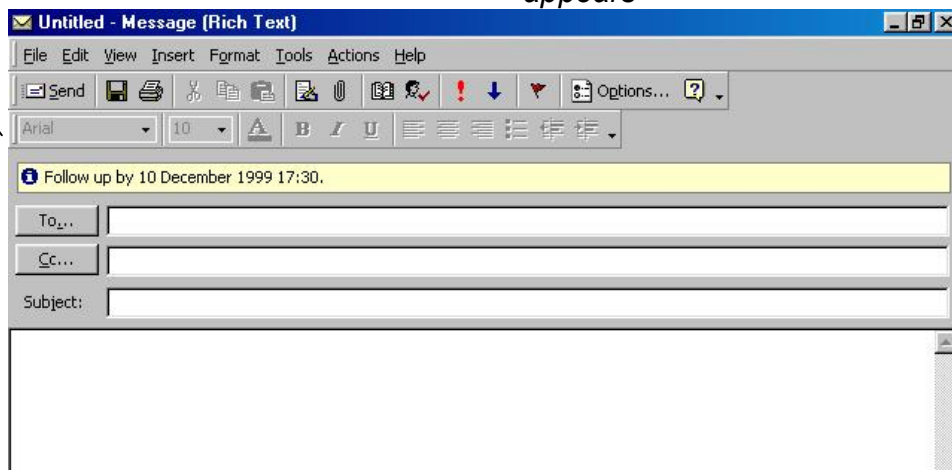 appears
Untitled - Message (Rich Text)
File Edit View Insert Format Tools Actions Help
Send Options...
Arial 10 A B I U
Follow up by 10 December 1999 17:30.
To...
Cc...
Subject: